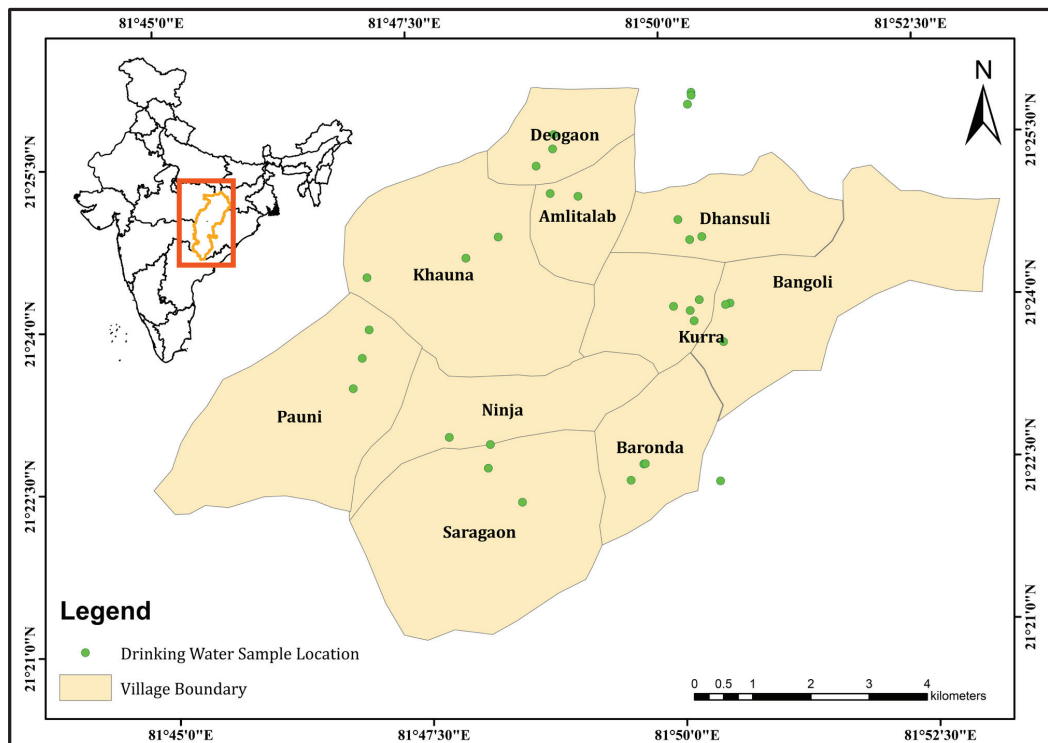 81°45'0"E 81°47'30"E 81°50'0"E 81°52'30"E
N
21°25'30"N
21°25'30"N
Deogaon
Amlitalab
Dhansuli
Khauna
Bangoli
21°24'0"N
21°24'0"N
Kurra
Pauni
Ninja
Baronda
21°22'30"N
21°22'30"N
Saragaon
Legend
Drinking Water Sample Location
Village Boundary
21°21'0"N
21°21'0"N
0 0.5 1 2 3 4
kilometers
81°45'0"E 81°47'30"E 81°50'0"E 81°52'30"E